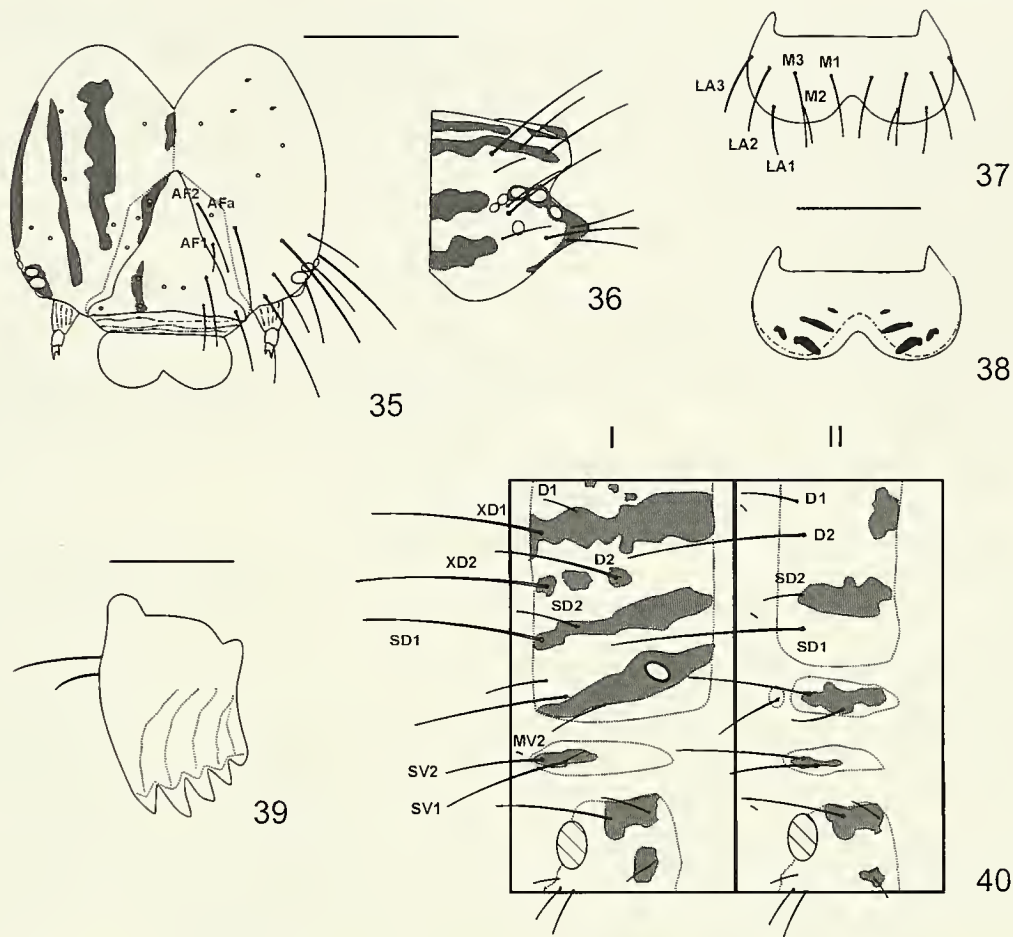 AF2
AFa
AF1
35
36
M3 M1
LA3
M2
LA2
LA1
37
38
39
I II
D1
D1
XD1
D2
D2
XD2
SD2
SD2
SD1
SD1
MV2
SV2
SV1
40